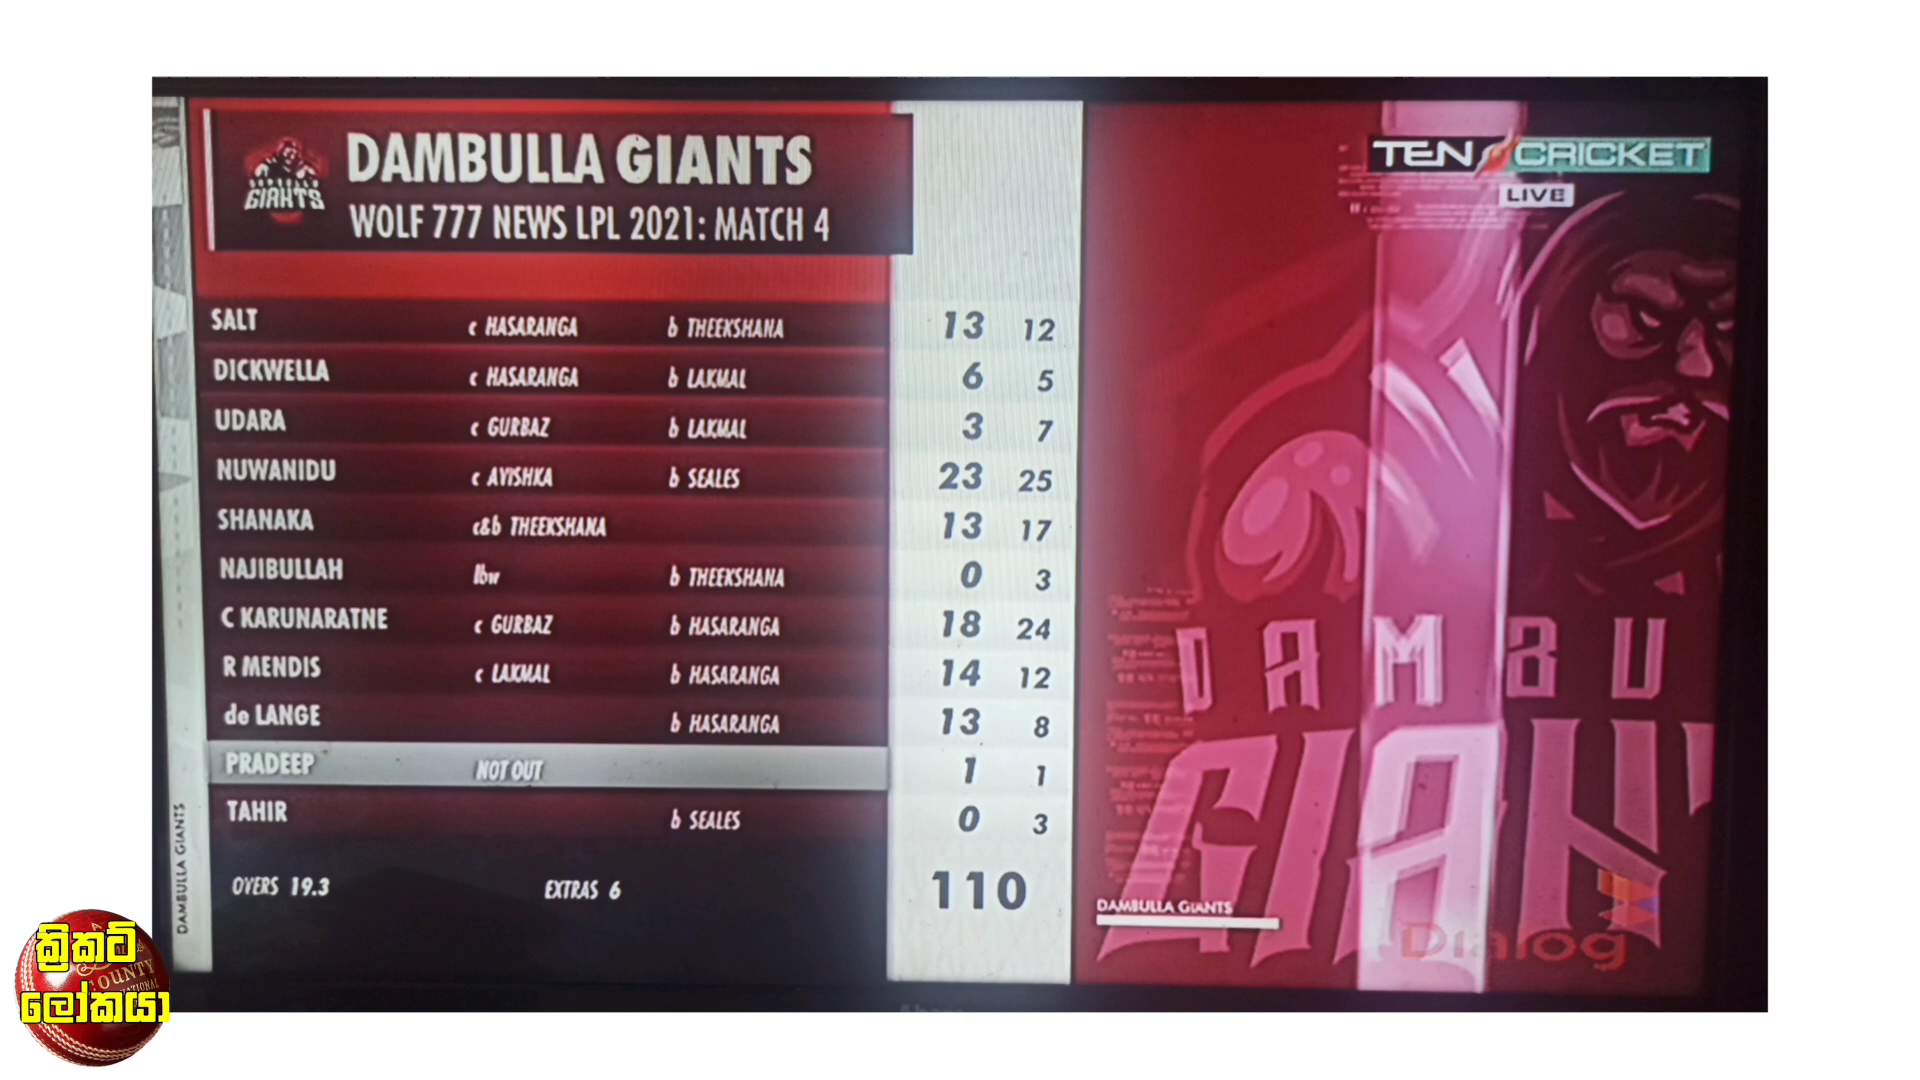 DAMBULLA GIANTS
WOLF 777 NEWS LPL 2021: MATCH 4
GIANTS
TEN CRICKET
LIVE
SALT c HASARANGA b THEEKSHANA 13 12
DICKWELLA c HASARANGA b LAKMAL 6 5
UDARA c GURBAZ b LAKMAL 3 7
NUWANIDU c AVISHKA b SEALES 23 25
SHANAKA c&b THEEKSHANA 13 17
NAJIBULLAH lbw b THEEKSHANA 0 3
C KARUNARATNE c GURBAZ b HASARANGA 18 24
R MENDIS c LAKMAL b HASARANGA 14 12
de LANGE b HASARANGA 13 8
PRADEEP NOT OUT 1 1
TAHIR b SEALES 0 3
OVERS 19.3 EXTRAS 6 110
DAMBULLA GIANTS
DAMBU
GIAN
DAMBULLA GIANTS
Dialog
ක්‍රිකට්
ලෝකයා
COUNTY